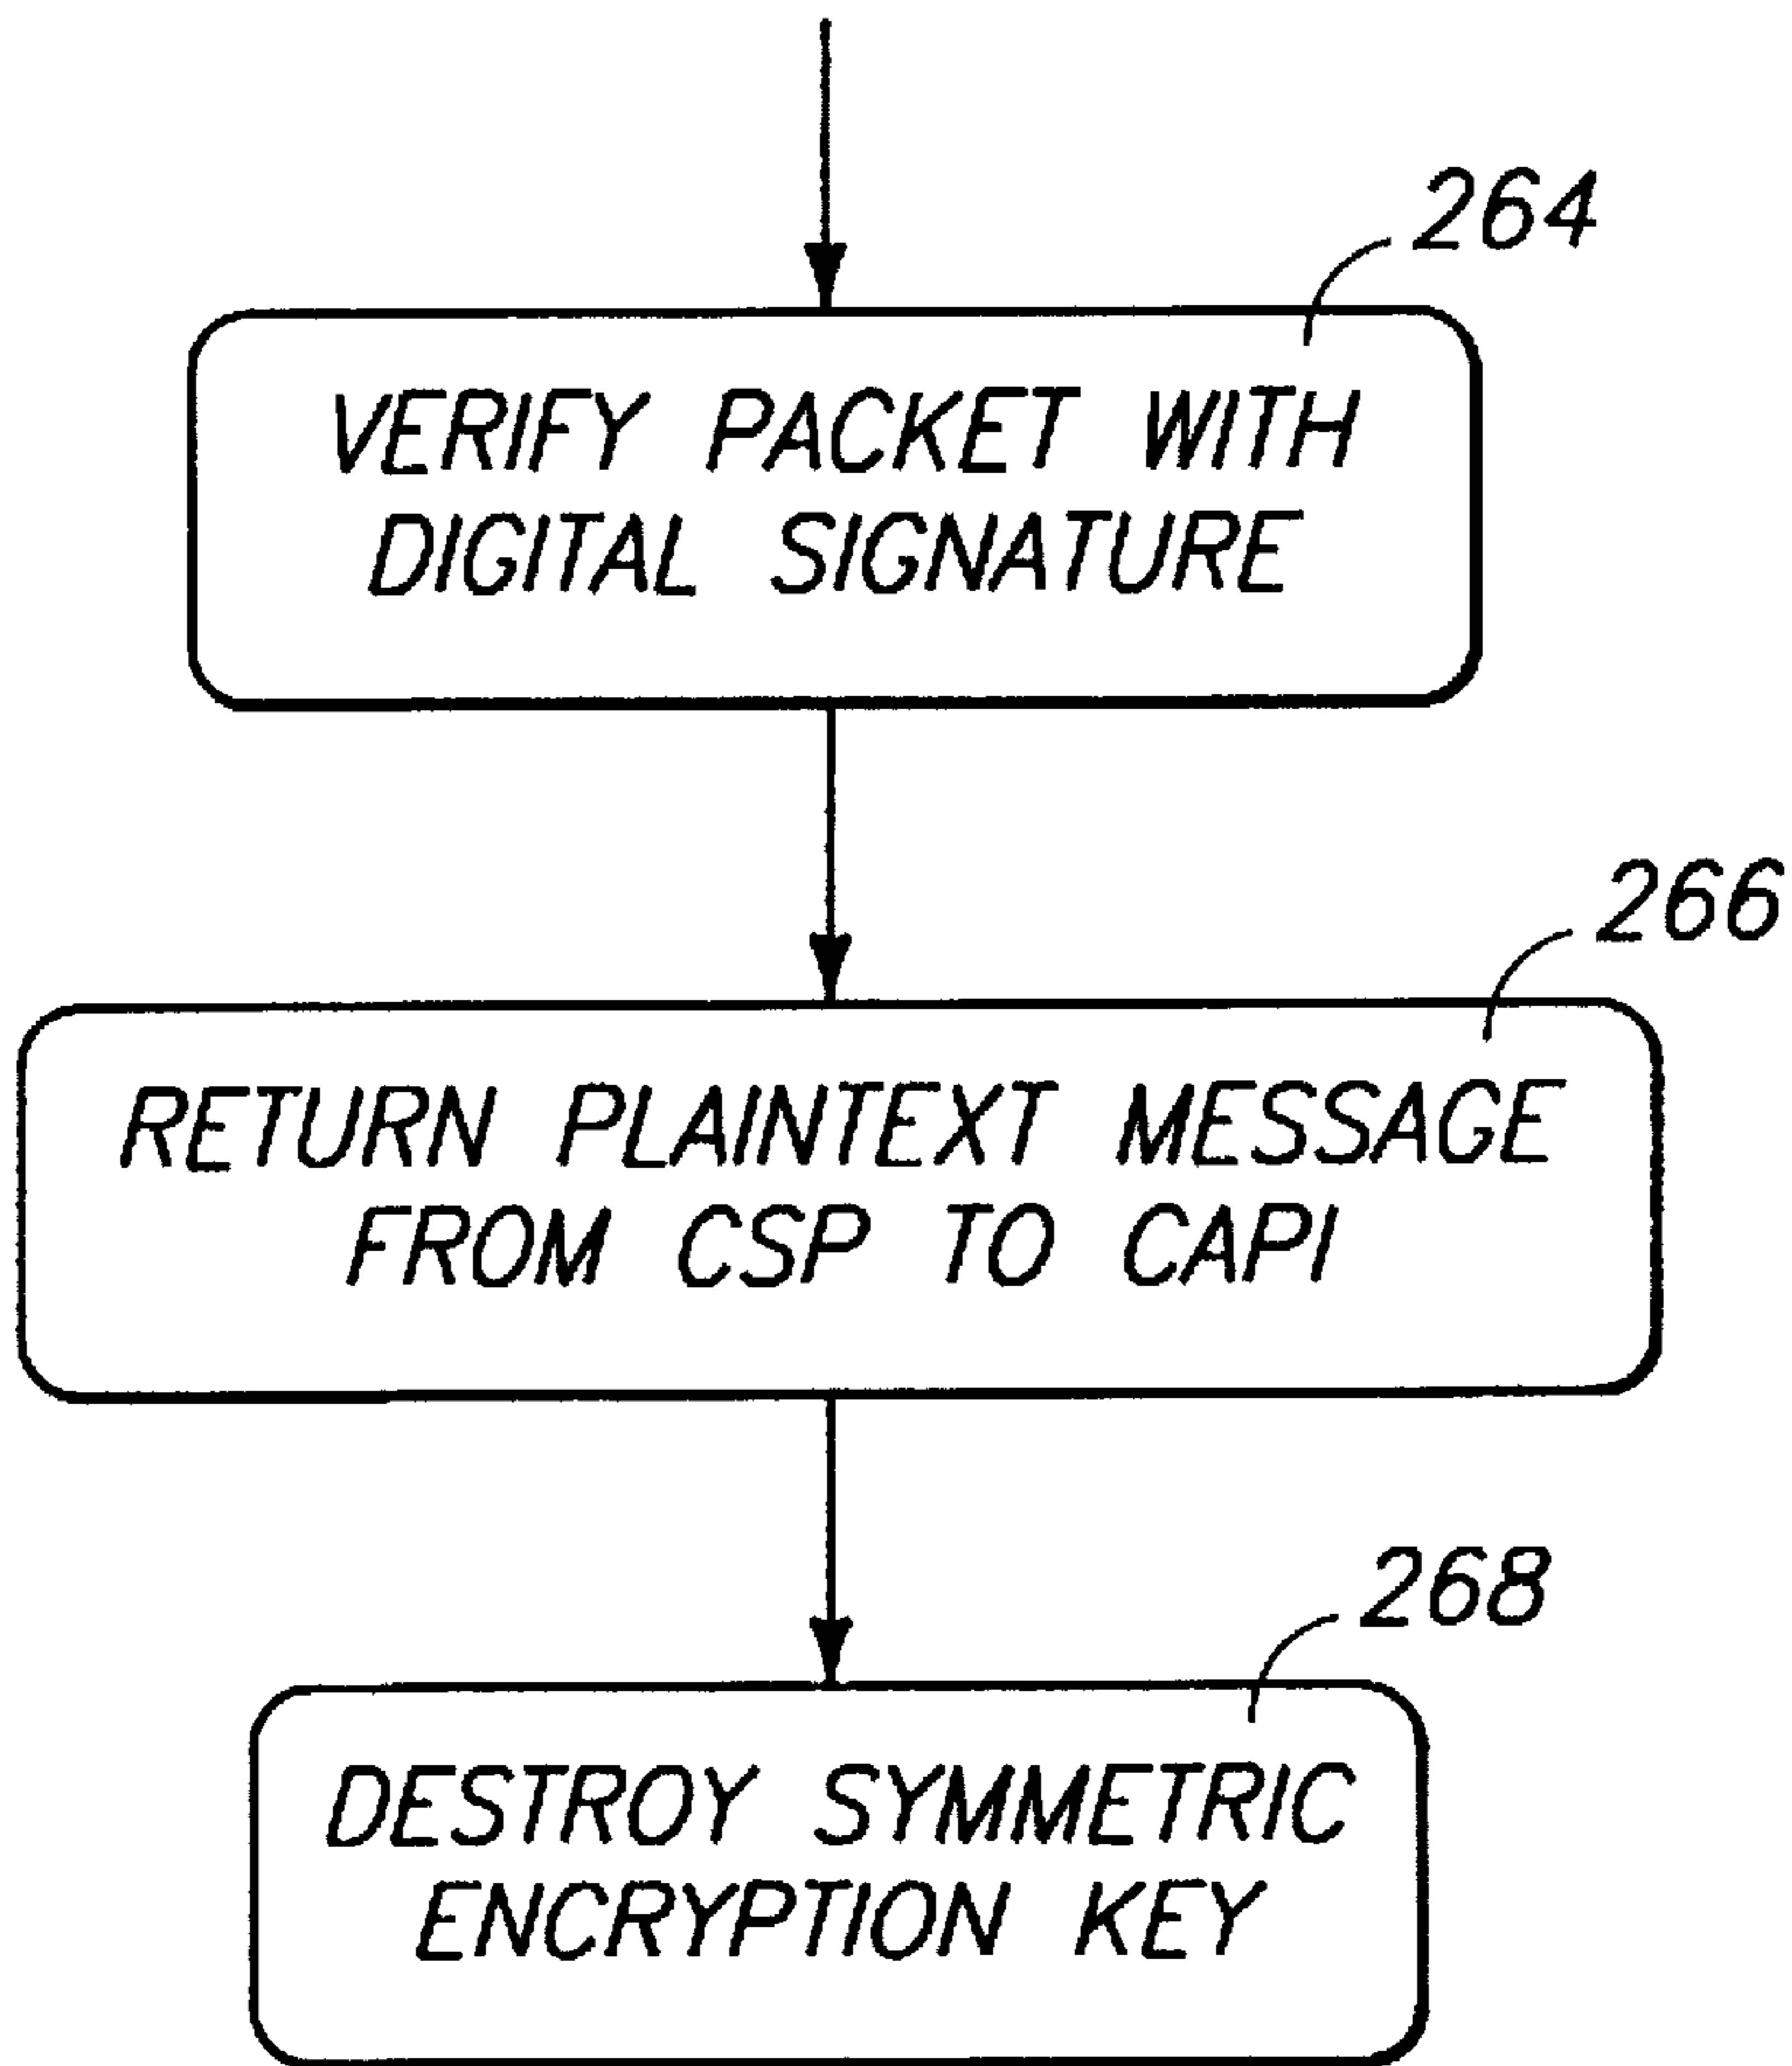 264
VERIFY PACKET WITH
DIGITAL SIGNATURE
266
RETURN PLAINTEXT MESSAGE
FROM CSP TO CAPI
268
DESTROY SYMMETRIC
ENCRYPTION KEY